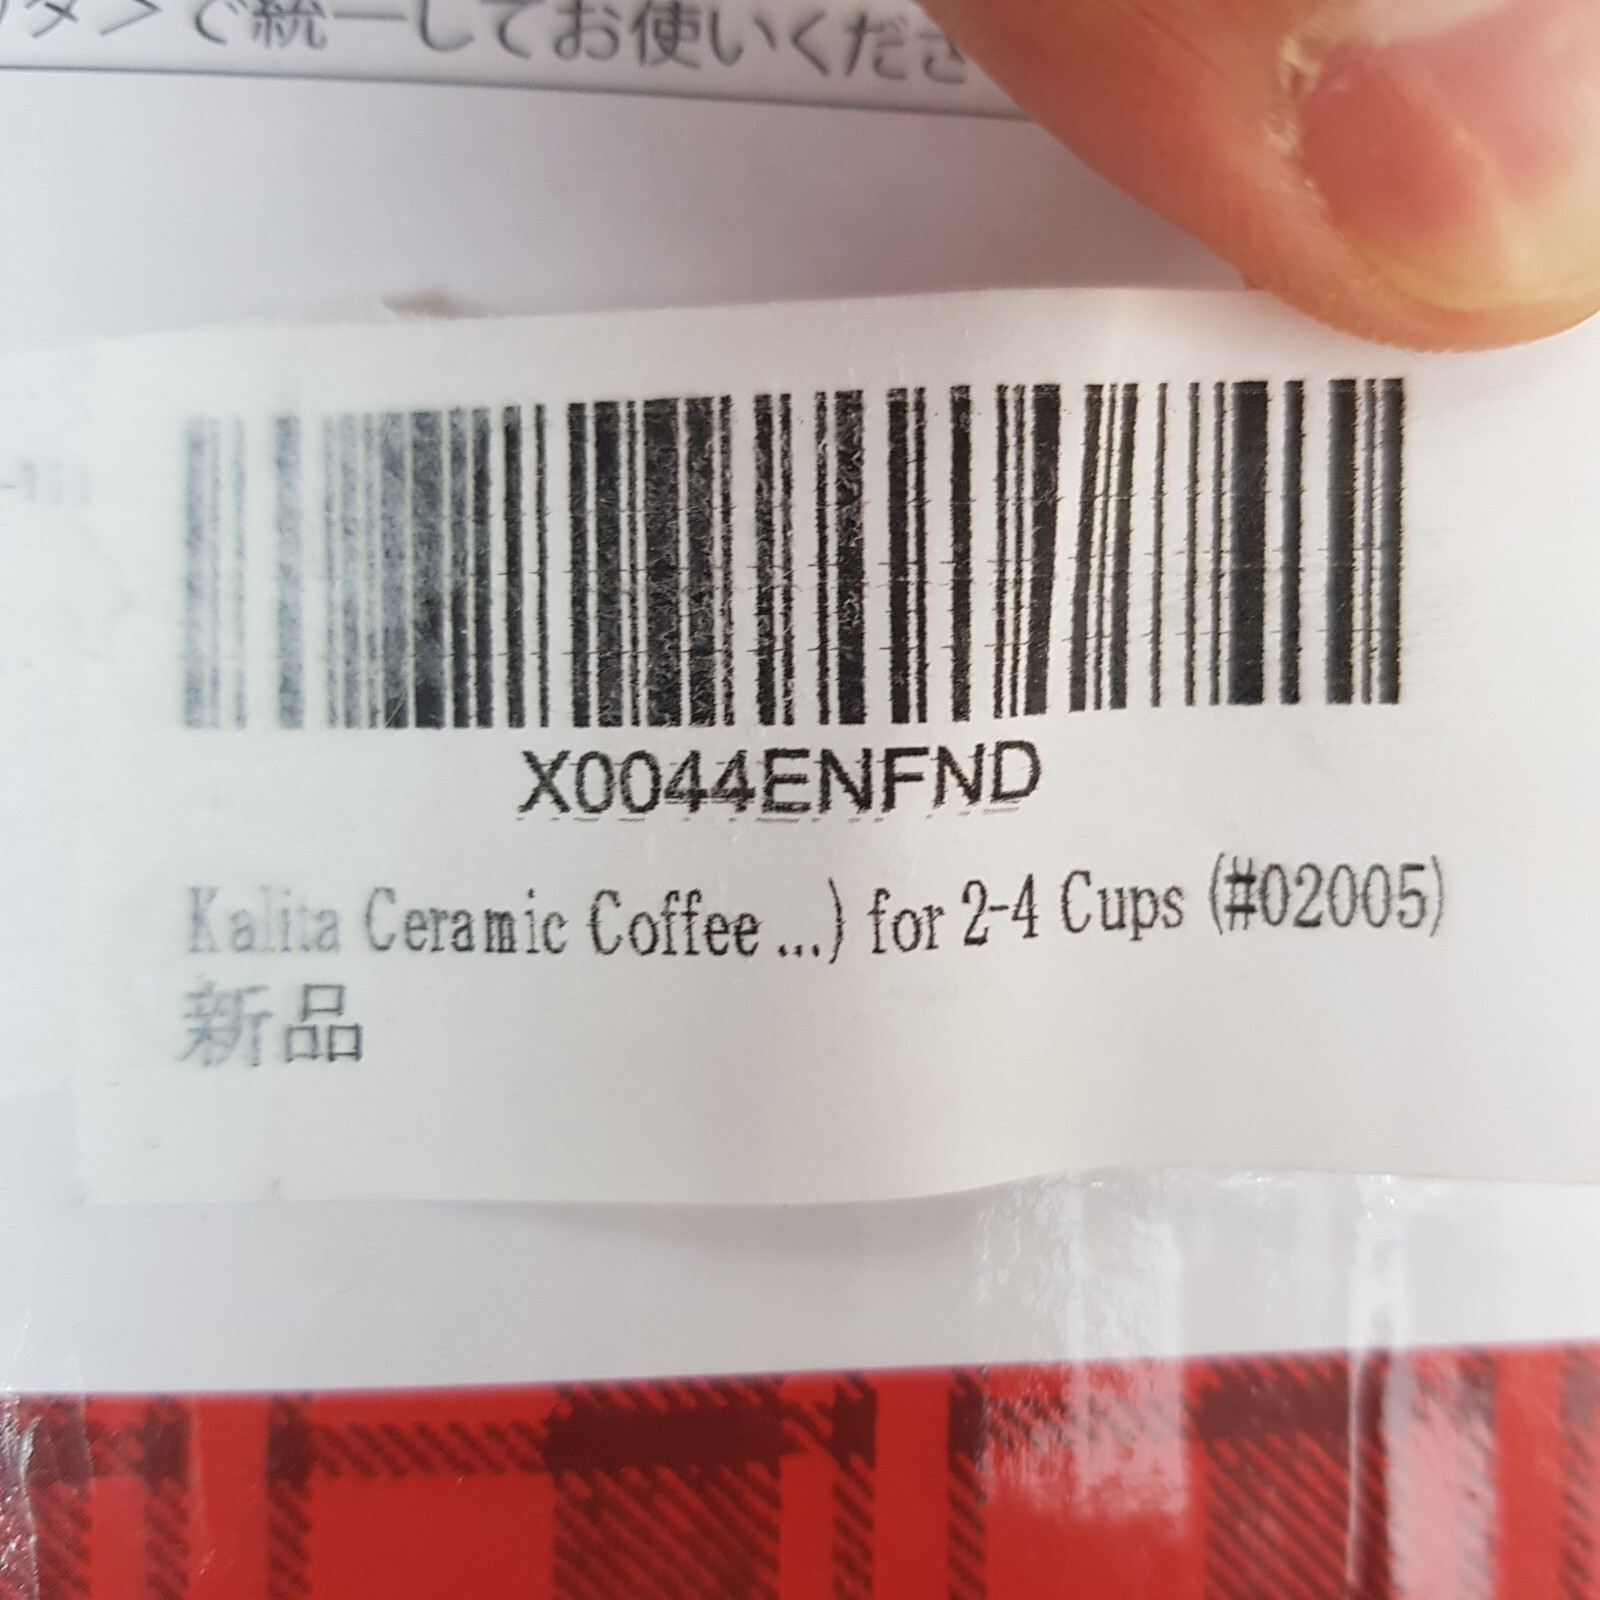 タ＞で統一してお使いくださ
X0044ENFND
Kalita Ceramic Coffee ...) for 2-4 Cups (#02005)
新品